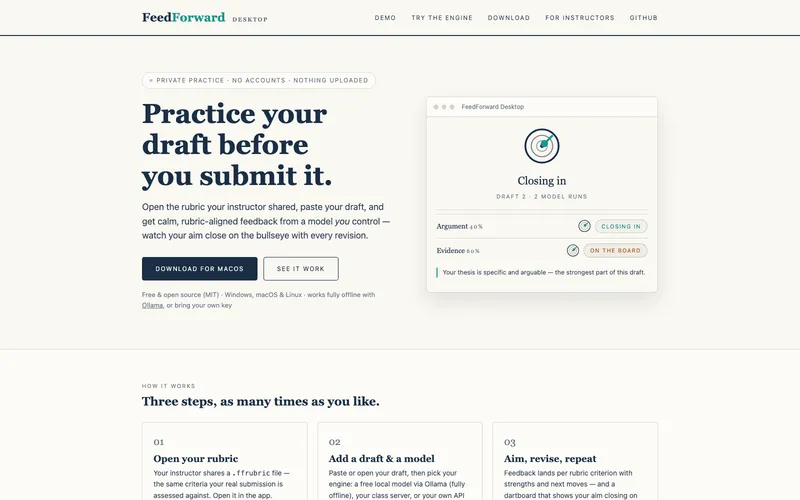 FeedForward DESKTOP
DEMO TRY THE ENGINE DOWNLOAD FOR INSTRUCTORS GITHUB
PRIVATE PRACTICE · NO ACCOUNTS · NOTHING UPLOADED
Practice your
draft before
you submit it.
Open the rubric your instructor shared, paste your draft, and
get calm, rubric-aligned feedback from a model you control —
watch your aim close on the bullseye with every revision.
DOWNLOAD FOR MACOS
SEE IT WORK
Free & open source (MIT) · Windows, macOS & Linux · works fully offline with
Ollama, or bring your own key
FeedForward Desktop
Closing in
DRAFT 2 · 2 MODEL RUNS
Argument 40% CLOSING IN
Evidence 60% ON THE BOARD
Your thesis is specific and arguable — the strongest part of this draft.
HOW IT WORKS
Three steps, as many times as you like.
01
Open your rubric
Your instructor shares a .ffrubric file —
the same criteria your real submission is
assessed against. Open it in the app.
02
Add a draft & a model
Paste or open your draft, then pick your
engine: a free local model via Ollama (fully
offline), your class server, or your own API
03
Aim, revise, repeat
Feedback lands per rubric criterion with
strengths and next moves — and a
dartboard that shows your aim closing on